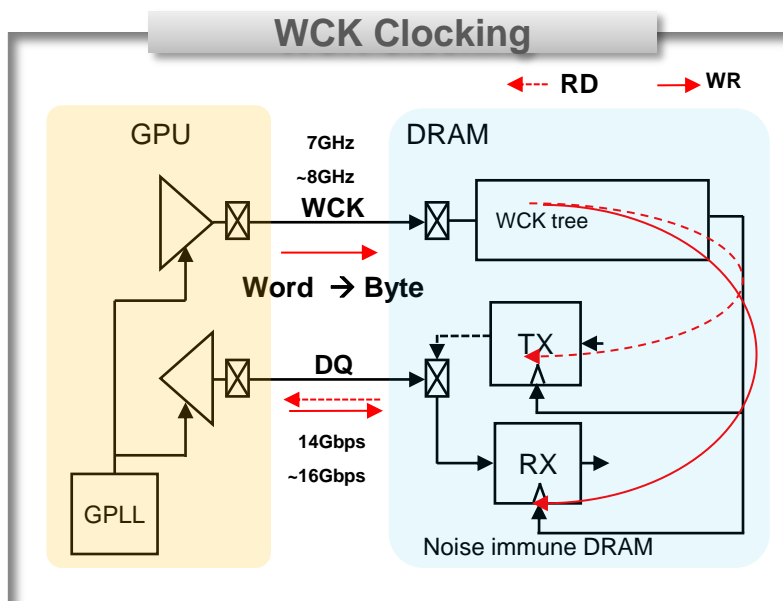 WCK Clocking
RD
WR
GPU
DRAM
7GHz
~8GHz
WCK
WCK tree
Word → Byte
TX
DQ
14Gbps
~16Gbps
RX
GPLL
Noise immune DRAM